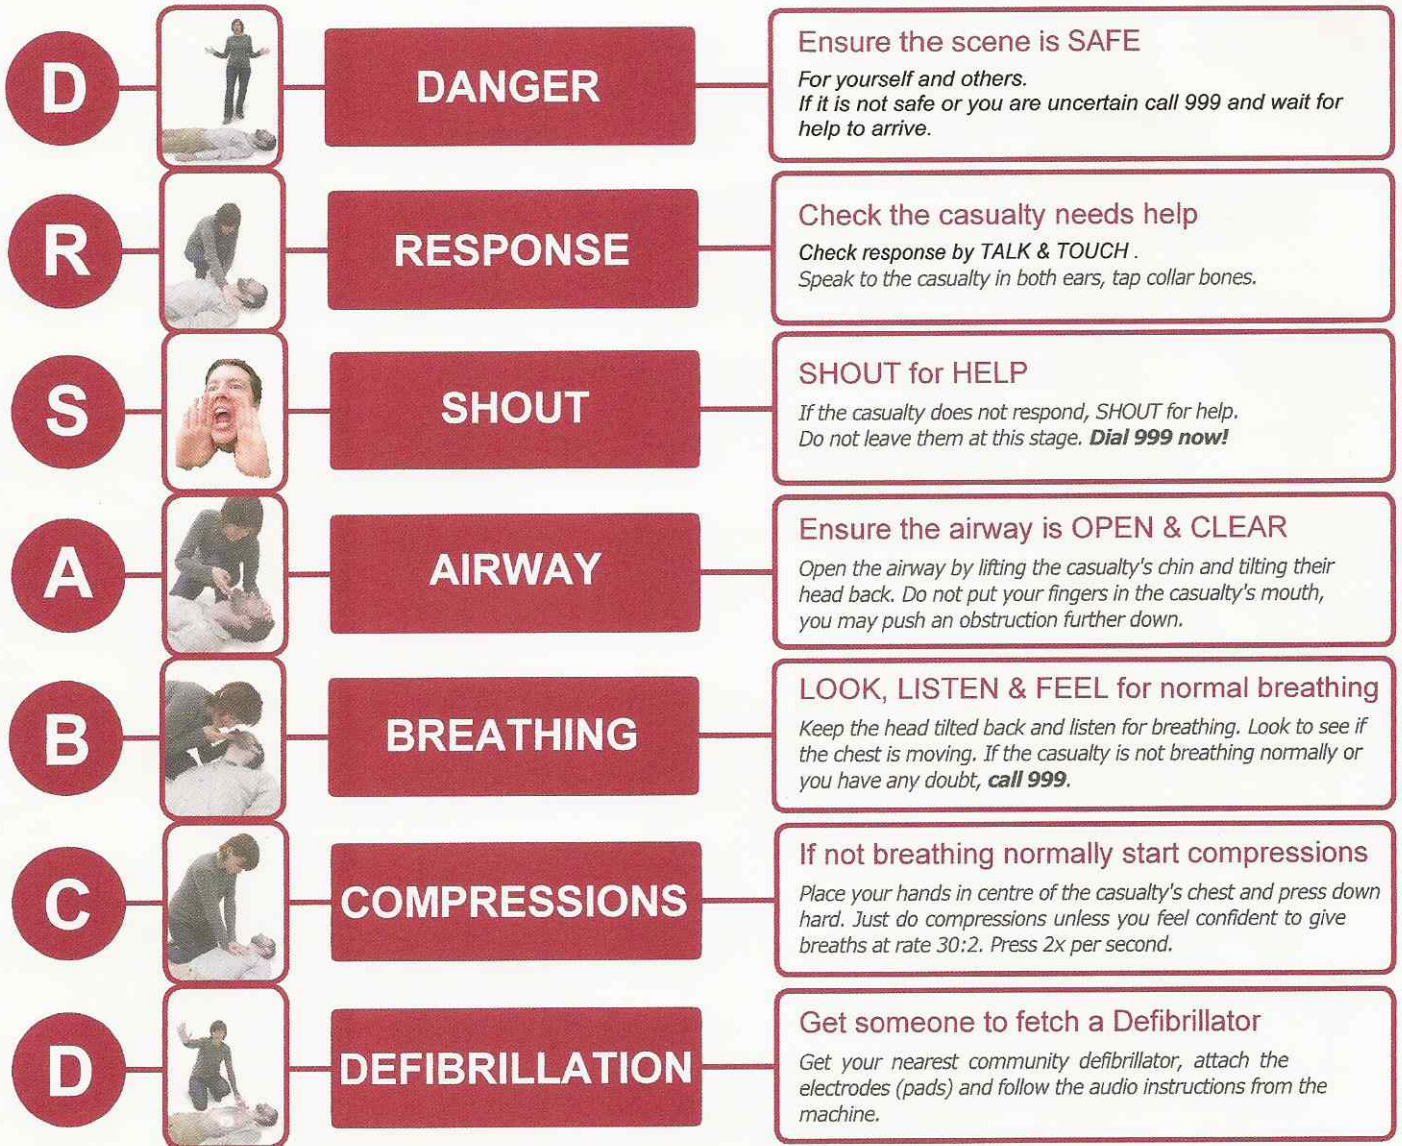 D
DANGER
Ensure the scene is SAFE
For yourself and others.
If it is not safe or you are uncertain call 999 and wait for
help to arrive.
R
RESPONSE
Check the casualty needs help
Check response by TALK & TOUCH .
Speak to the casualty in both ears, tap collar bones.
S
SHOUT
SHOUT for HELP
If the casualty does not respond, SHOUT for help.
Do not leave them at this stage. Dial 999 now!
A
AIRWAY
Ensure the airway is OPEN & CLEAR
Open the airway by lifting the casualty's chin and tilting their
head back. Do not put your fingers in the casualty's mouth,
you may push an obstruction further down.
B
BREATHING
LOOK, LISTEN & FEEL for normal breathing
Keep the head tilted back and listen for breathing. Look to see if
the chest is moving. If the casualty is not breathing normally or
you have any doubt, call 999.
C
COMPRESSIONS
If not breathing normally start compressions
Place your hands in centre of the casualty's chest and press down
hard. Just do compressions unless you feel confident to give
breaths at rate 30:2. Press 2x per second.
D
DEFIBRILLATION
Get someone to fetch a Defibrillator
Get your nearest community defibrillator, attach the
electrodes (pads) and follow the audio instructions from the
machine.